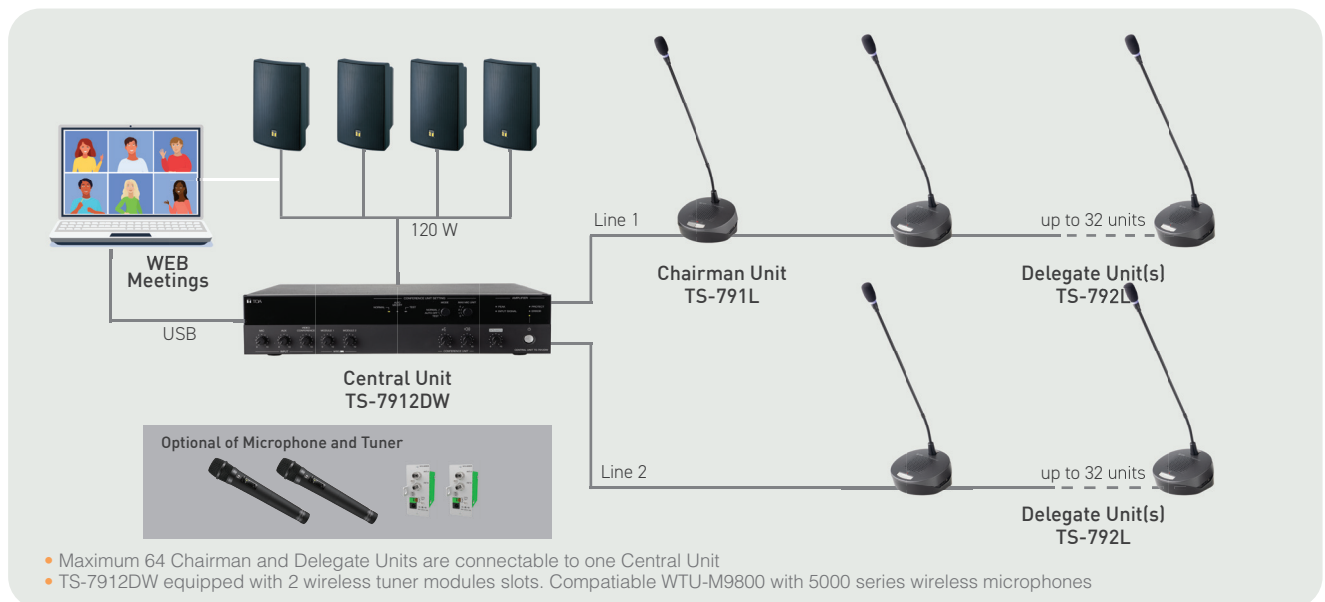 120 W
Line 1
up to 32 units
WEB
Meetings
Chairman Unit
TS-791L
Delegate Unit(s)
TS-792L
USB
TOA
Central Unit
TS-7912DW
Optional of Microphone and Tuner
Line 2
up to 32 units
Delegate Unit(s)
TS-792L
• Maximum 64 Chairman and Delegate Units are connectable to one Central Unit
• TS-7912DW equipped with 2 wireless tuner modules slots. Compatiable WTU-M9800 with 5000 series wireless microphones